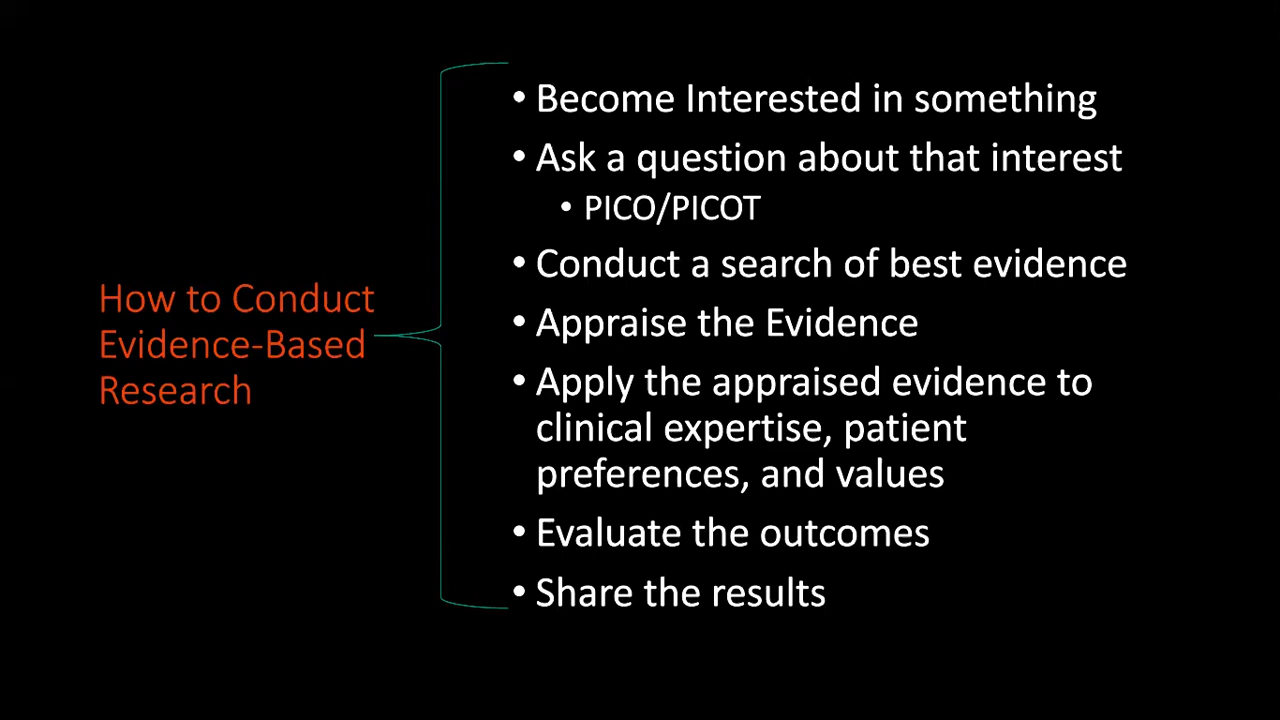 How to Conduct
Evidence-Based
Research
• Become Interested in something
• Ask a question about that interest
• PICO/PICOT
• Conduct a search of best evidence
• Appraise the Evidence
• Apply the appraised evidence to
clinical expertise, patient
preferences, and values
• Evaluate the outcomes
• Share the results